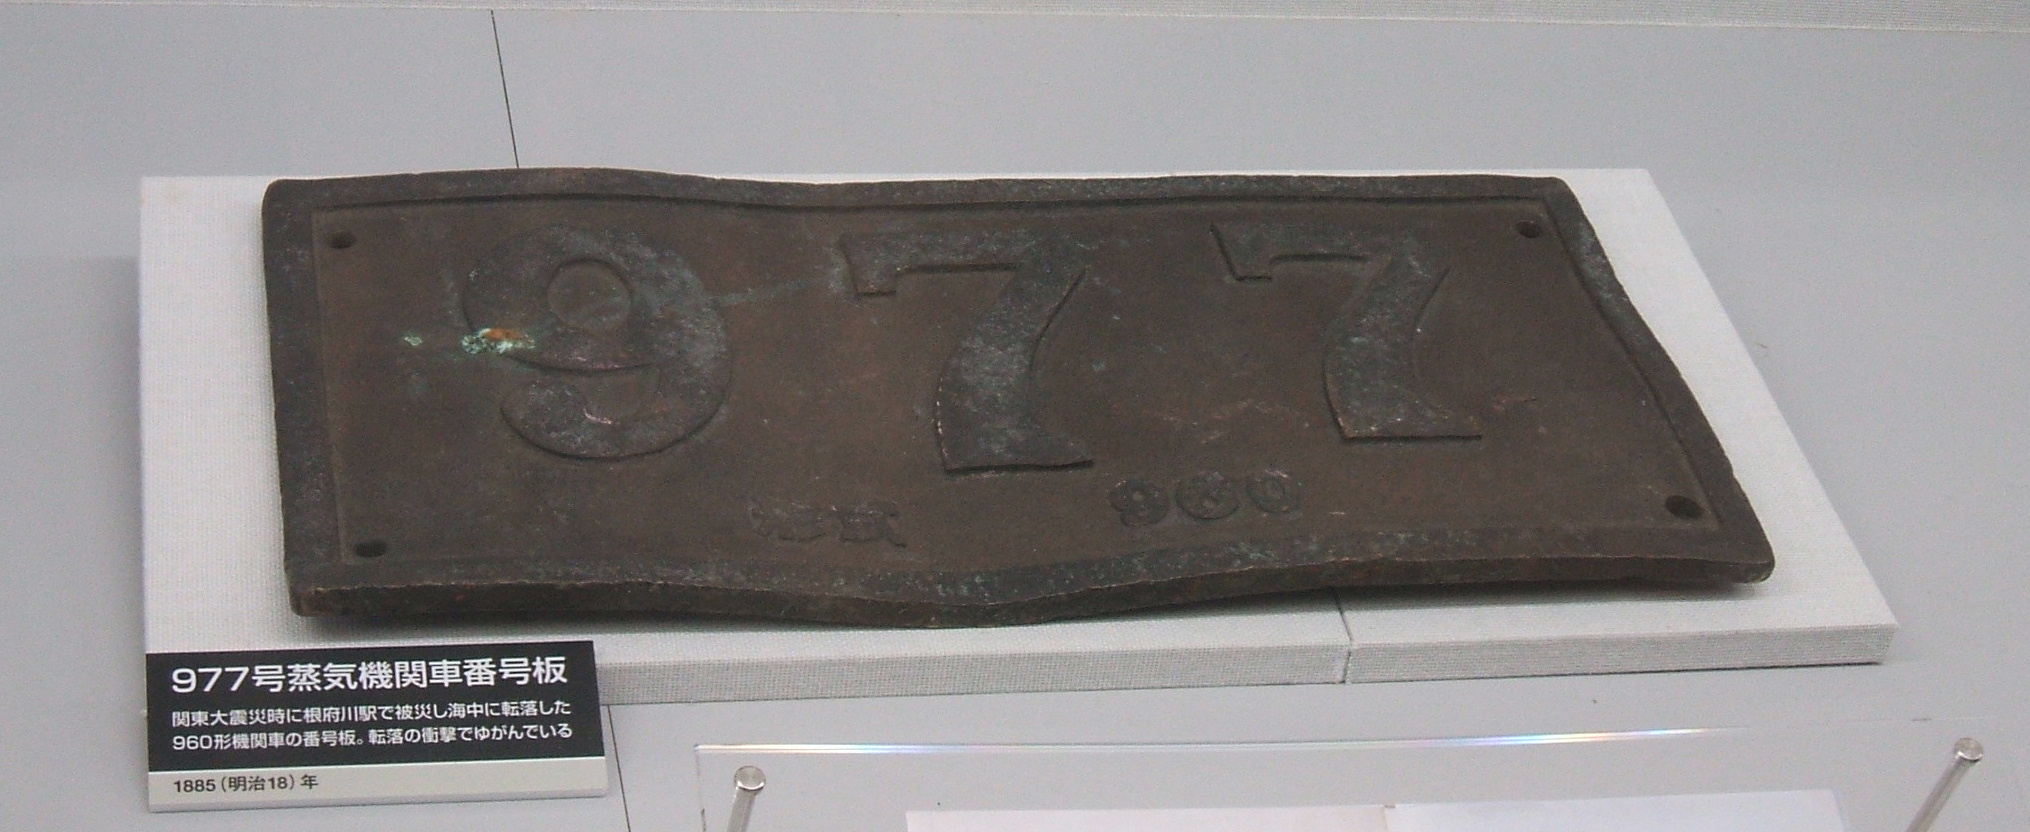 977
形式 960
977号蒸気機関車番号板
関東大震災時に根府川駅で被災し海中に転落した
960形機関車の番号板。転落の衝撃でゆがんでいる
1885（明治18）年